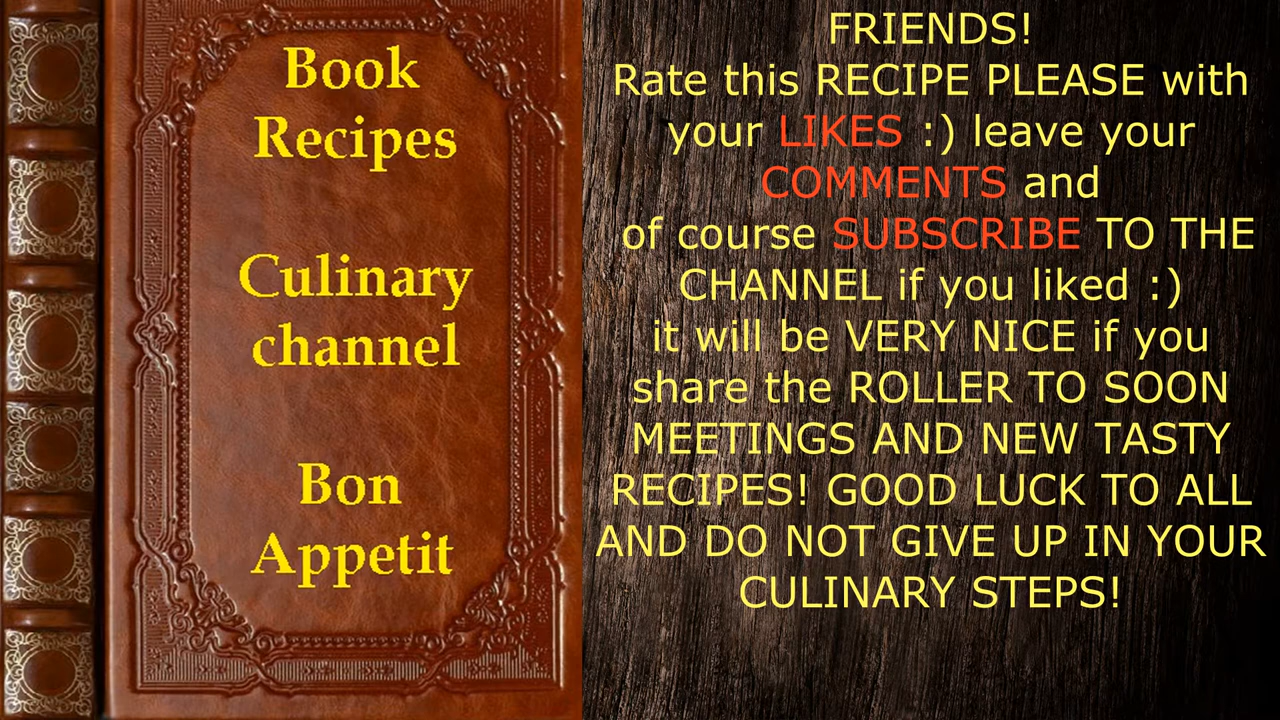 Book
Recipes
Culinary
channel
Bon
Appetit
FRIENDS!
Rate this RECIPE PLEASE with
your LIKES :) leave your
COMMENTS and
of course SUBSCRIBE TO THE
CHANNEL if you liked :)
it will be VERY NICE if you
share the ROLLER TO SOON
MEETINGS AND NEW TASTY
RECIPES! GOOD LUCK TO ALL
AND DO NOT GIVE UP IN YOUR
CULINARY STEPS!